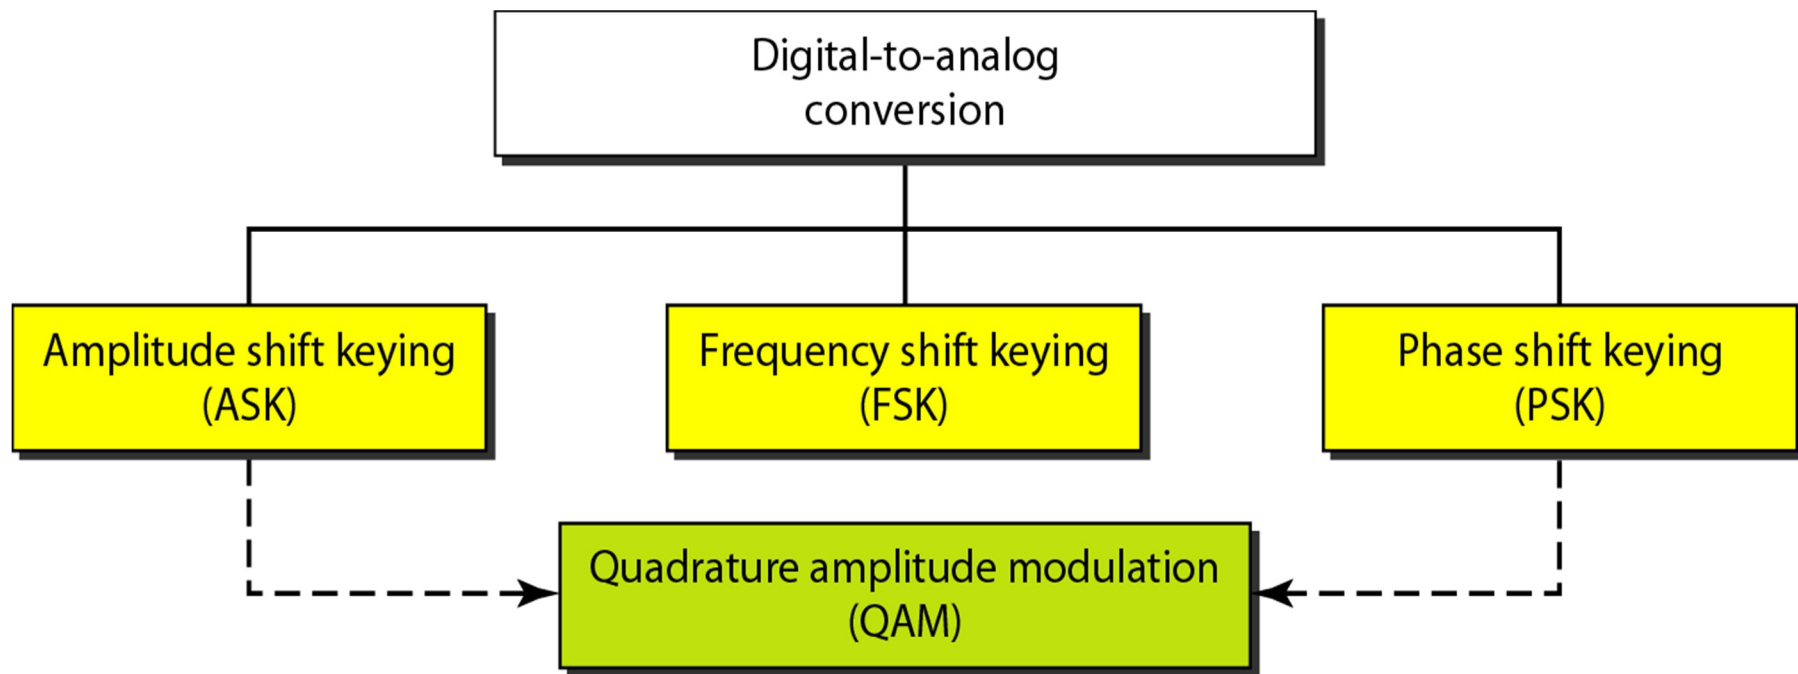 Digital-to-analog
conversion
Amplitude shift keying
(ASK)
Frequency shift keying
(FSK)
Phase shift keying
(PSK)
Quadrature amplitude modulation
(QAM)